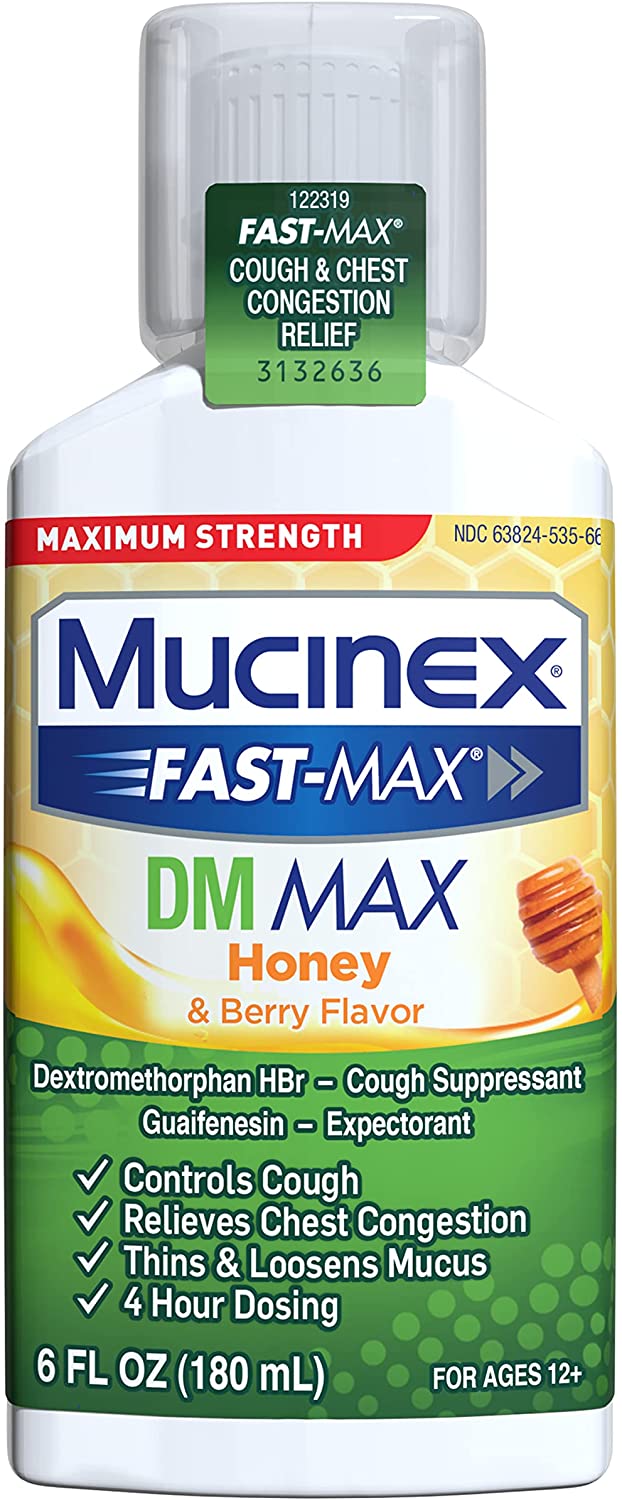 122319
FAST-MAX®
COUGH & CHEST
CONGESTION
RELIEF
3132636
MAXIMUM STRENGTH
NDC 63824-535-66
Mucinex®
FAST-MAX®
DM MAX
Honey
& Berry Flavor
Dextromethorphan HBr – Cough Suppressant
Guaifenesin – Expectorant
✓ Controls Cough
✓ Relieves Chest Congestion
✓ Thins & Loosens Mucus
✓ 4 Hour Dosing
6 FL OZ (180 mL)
FOR AGES 12+